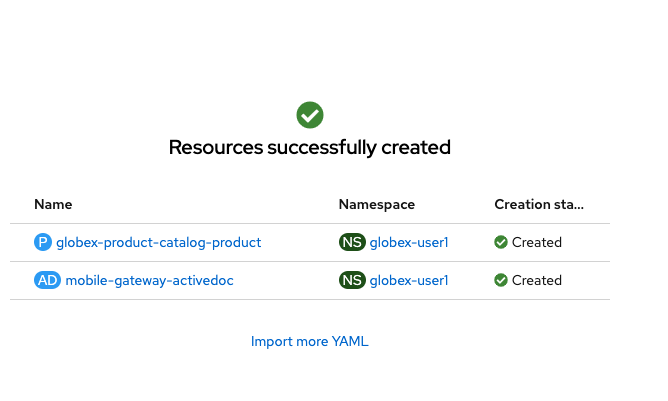 Resources successfully created
Name Namespace Creation sta...
P globex-product-catalog-product NS globex-user1 Created
AD mobile-gateway-activedoc NS globex-user1 Created
Import more YAML